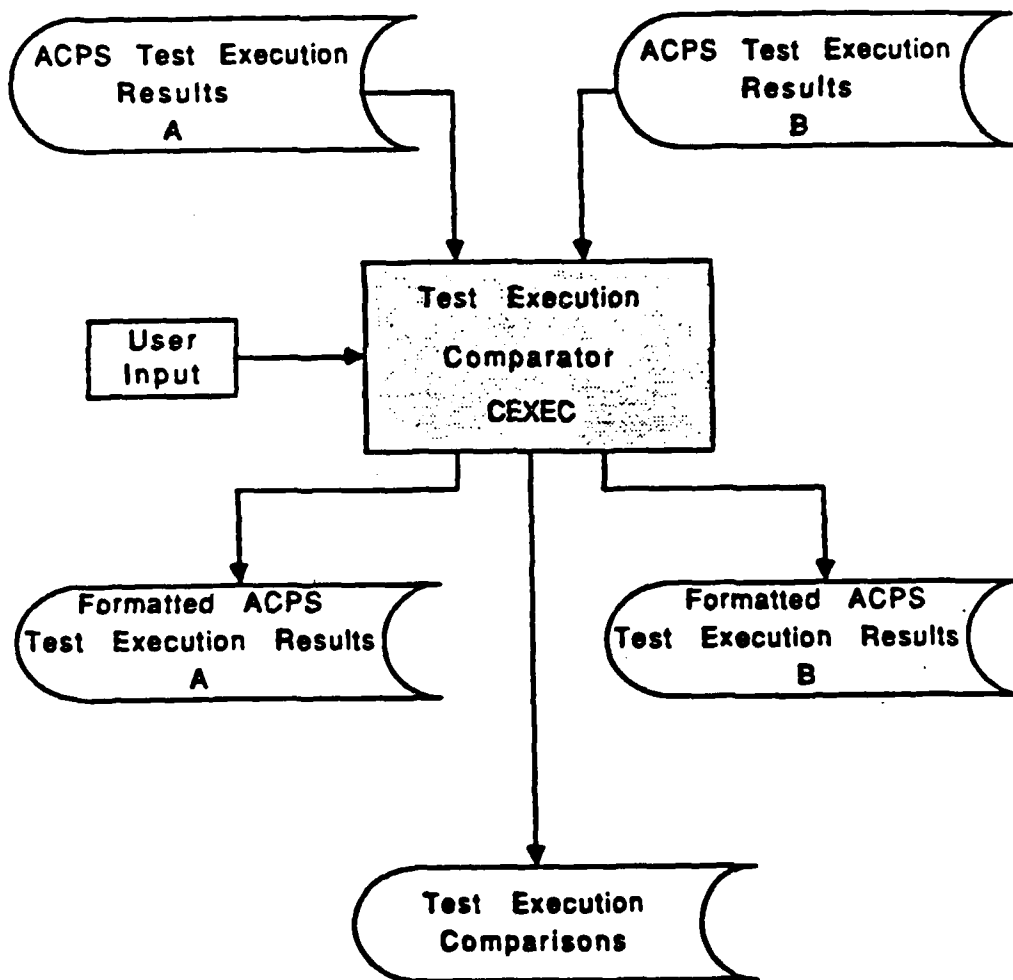 ACPS Test Execution
Results
A
ACPS Test Execution
Results
B
Test Execution
Comparator
CEXEC
User
Input
Formatted ACPS
Test Execution Results
A
Formatted ACPS
Test Execution Results
B
Test Execution
Comparisons